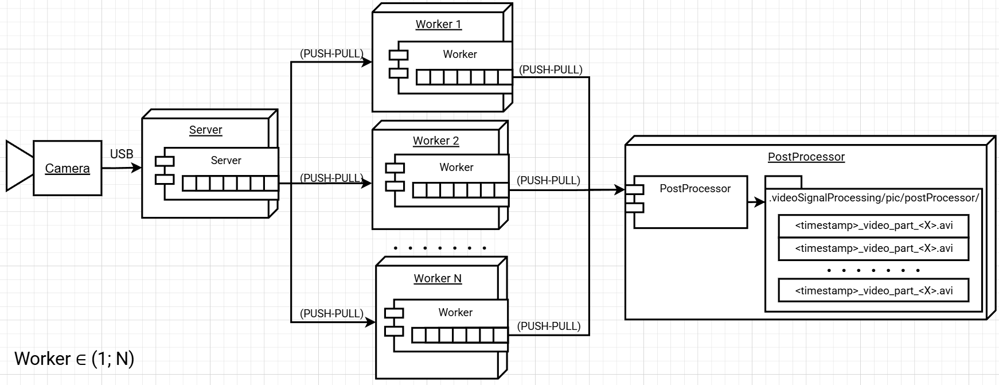 Camera
USB
Server
Server
(PUSH-PULL)
(PUSH-PULL)
(PUSH-PULL)
Worker 1
Worker
(PUSH-PULL)
Worker 2
Worker
(PUSH-PULL)
Worker N
Worker
(PUSH-PULL)
PostProcessor
PostProcessor
.videoSignalProcessing/pic/postProcessor/
<timestamp>_video_part_<X>.avi
<timestamp>_video_part_<X>.avi
<timestamp>_video_part_<X>.avi
Worker ∈ (1; N)